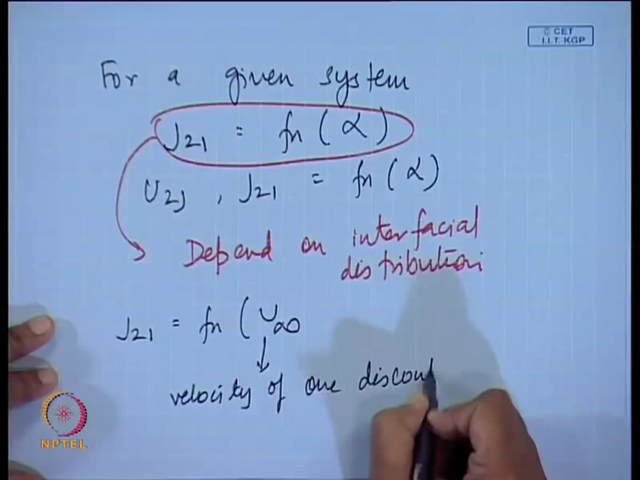 © CET
I.I.T. KGP
For a given system
J21 = fn (α)
U2J , J21 = fn (α)
Depend on interfacial
distribution
J21 = fn (U∞
↓
velocity of one discon
NPTEL